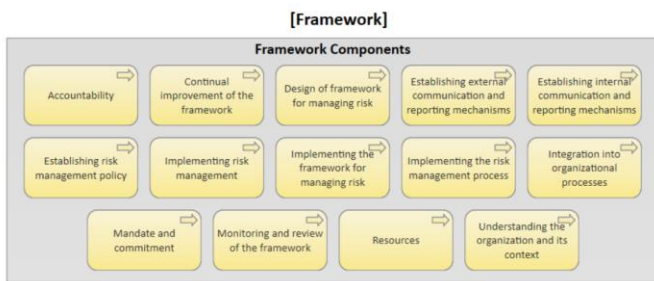 [Framework]
Framework Components
Accountability
Continual
improvement of the
framework
Design of framework
for managing risk
Establishing external
communication and
reporting mechanisms
Establishing internal
communication and
reporting mechanisms
Establishing risk
management policy
Implementing risk
management
Implementing the
framework for
managing risk
Implementing the risk
management process
Integration into
organizational
processes
Mandate and
commitment
Monitoring and review
of the framework
Resources
Understanding the
organization and its
context